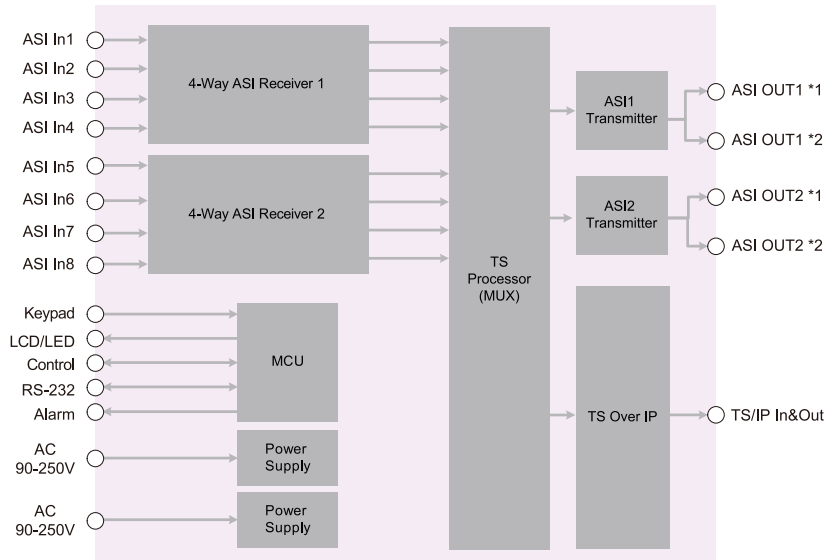 ASI In1
ASI In2
ASI In3
ASI In4
ASI In5
ASI In6
ASI In7
ASI In8
Keypad
LCD/LED
Control
RS-232
Alarm
AC
90-250V
AC
90-250V
4-Way ASI Receiver 1
4-Way ASI Receiver 2
MCU
Power
Supply
Power
Supply
TS
Processor
(MUX)
ASI1
Transmitter
ASI2
Transmitter
TS Over IP
ASI OUT1 *1
ASI OUT1 *2
ASI OUT2 *1
ASI OUT2 *2
TS/IP In&Out